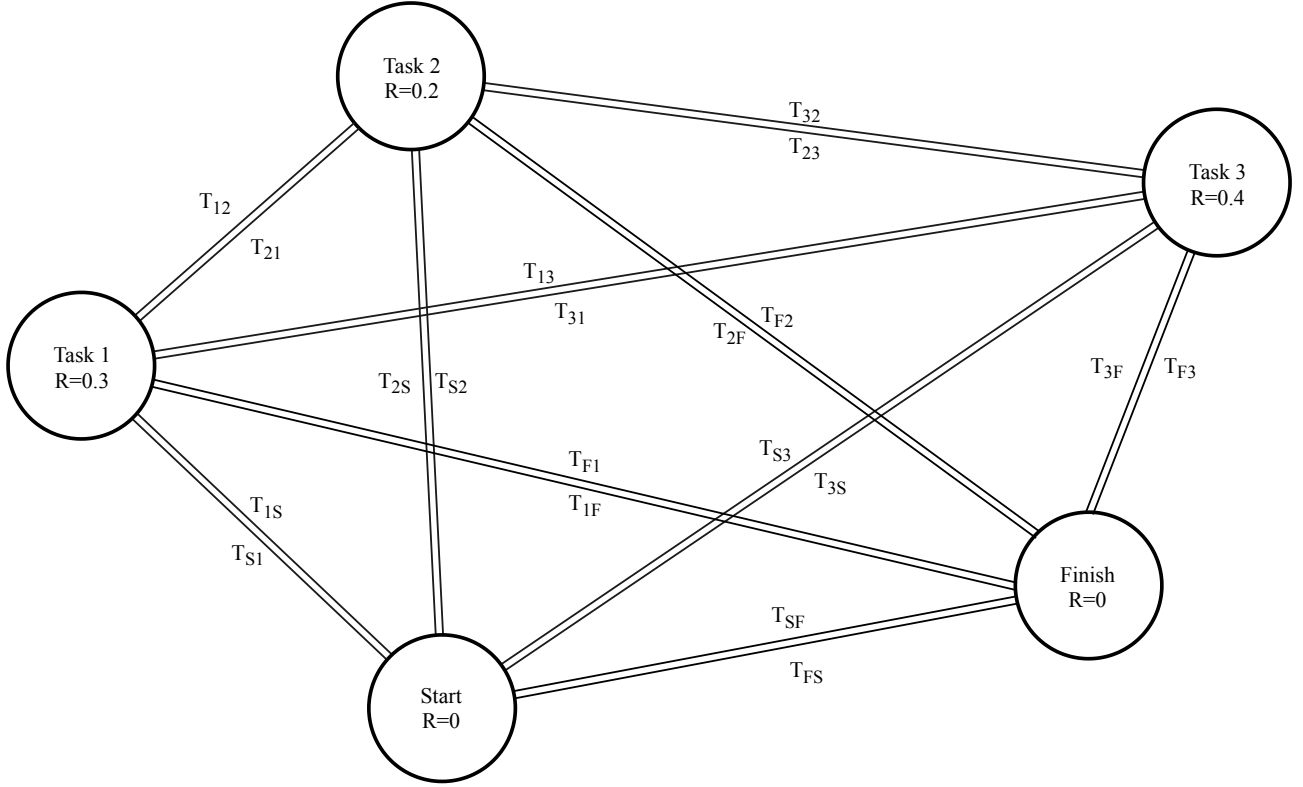 Task 2
R=0.2
T32
T23
Task 3
R=0.4
T12
T21
T13
T31
TF2
T2F
Task 1
R=0.3
T2S
TS2
T3F
TF3
TF1
T1F
TS3
T3S
T1S
TS1
Finish
R=0
TSF
TFS
Start
R=0